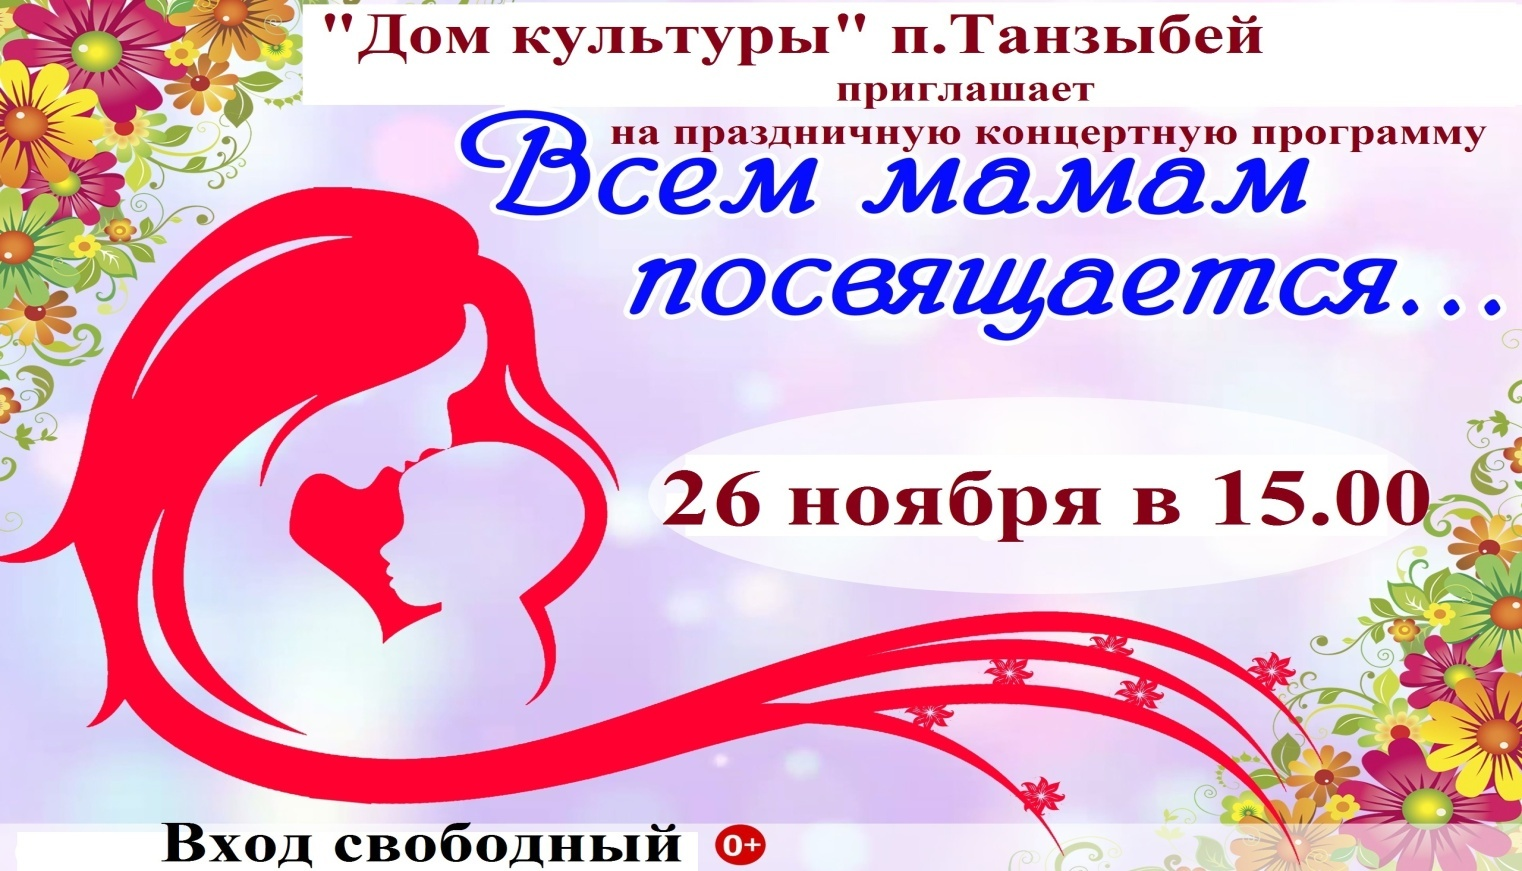 "Дом культуры" п.Танзыбей
приглашает
на праздничную концертную программу
Всем мамам
посвящается...
26 ноября в 15.00
Вход свободный 0+